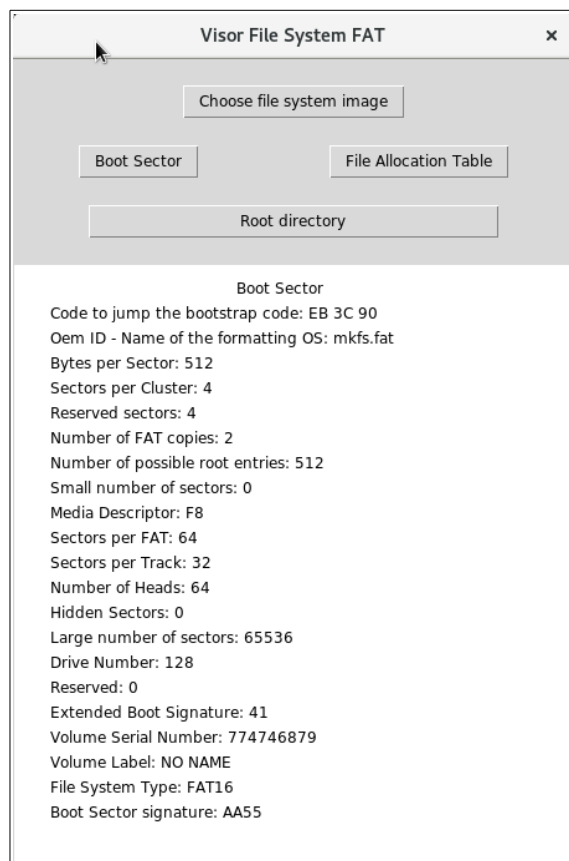 Visor File System FAT ×
Choose file system image
Boot Sector File Allocation Table
Root directory
Boot Sector
Code to jump the bootstrap code: EB 3C 90
Oem ID - Name of the formatting OS: mkfs.fat
Bytes per Sector: 512
Sectors per Cluster: 4
Reserved sectors: 4
Number of FAT copies: 2
Number of possible root entries: 512
Small number of sectors: 0
Media Descriptor: F8
Sectors per FAT: 64
Sectors per Track: 32
Number of Heads: 64
Hidden Sectors: 0
Large number of sectors: 65536
Drive Number: 128
Reserved: 0
Extended Boot Signature: 41
Volume Serial Number: 774746879
Volume Label: NO NAME
File System Type: FAT16
Boot Sector signature: AA55